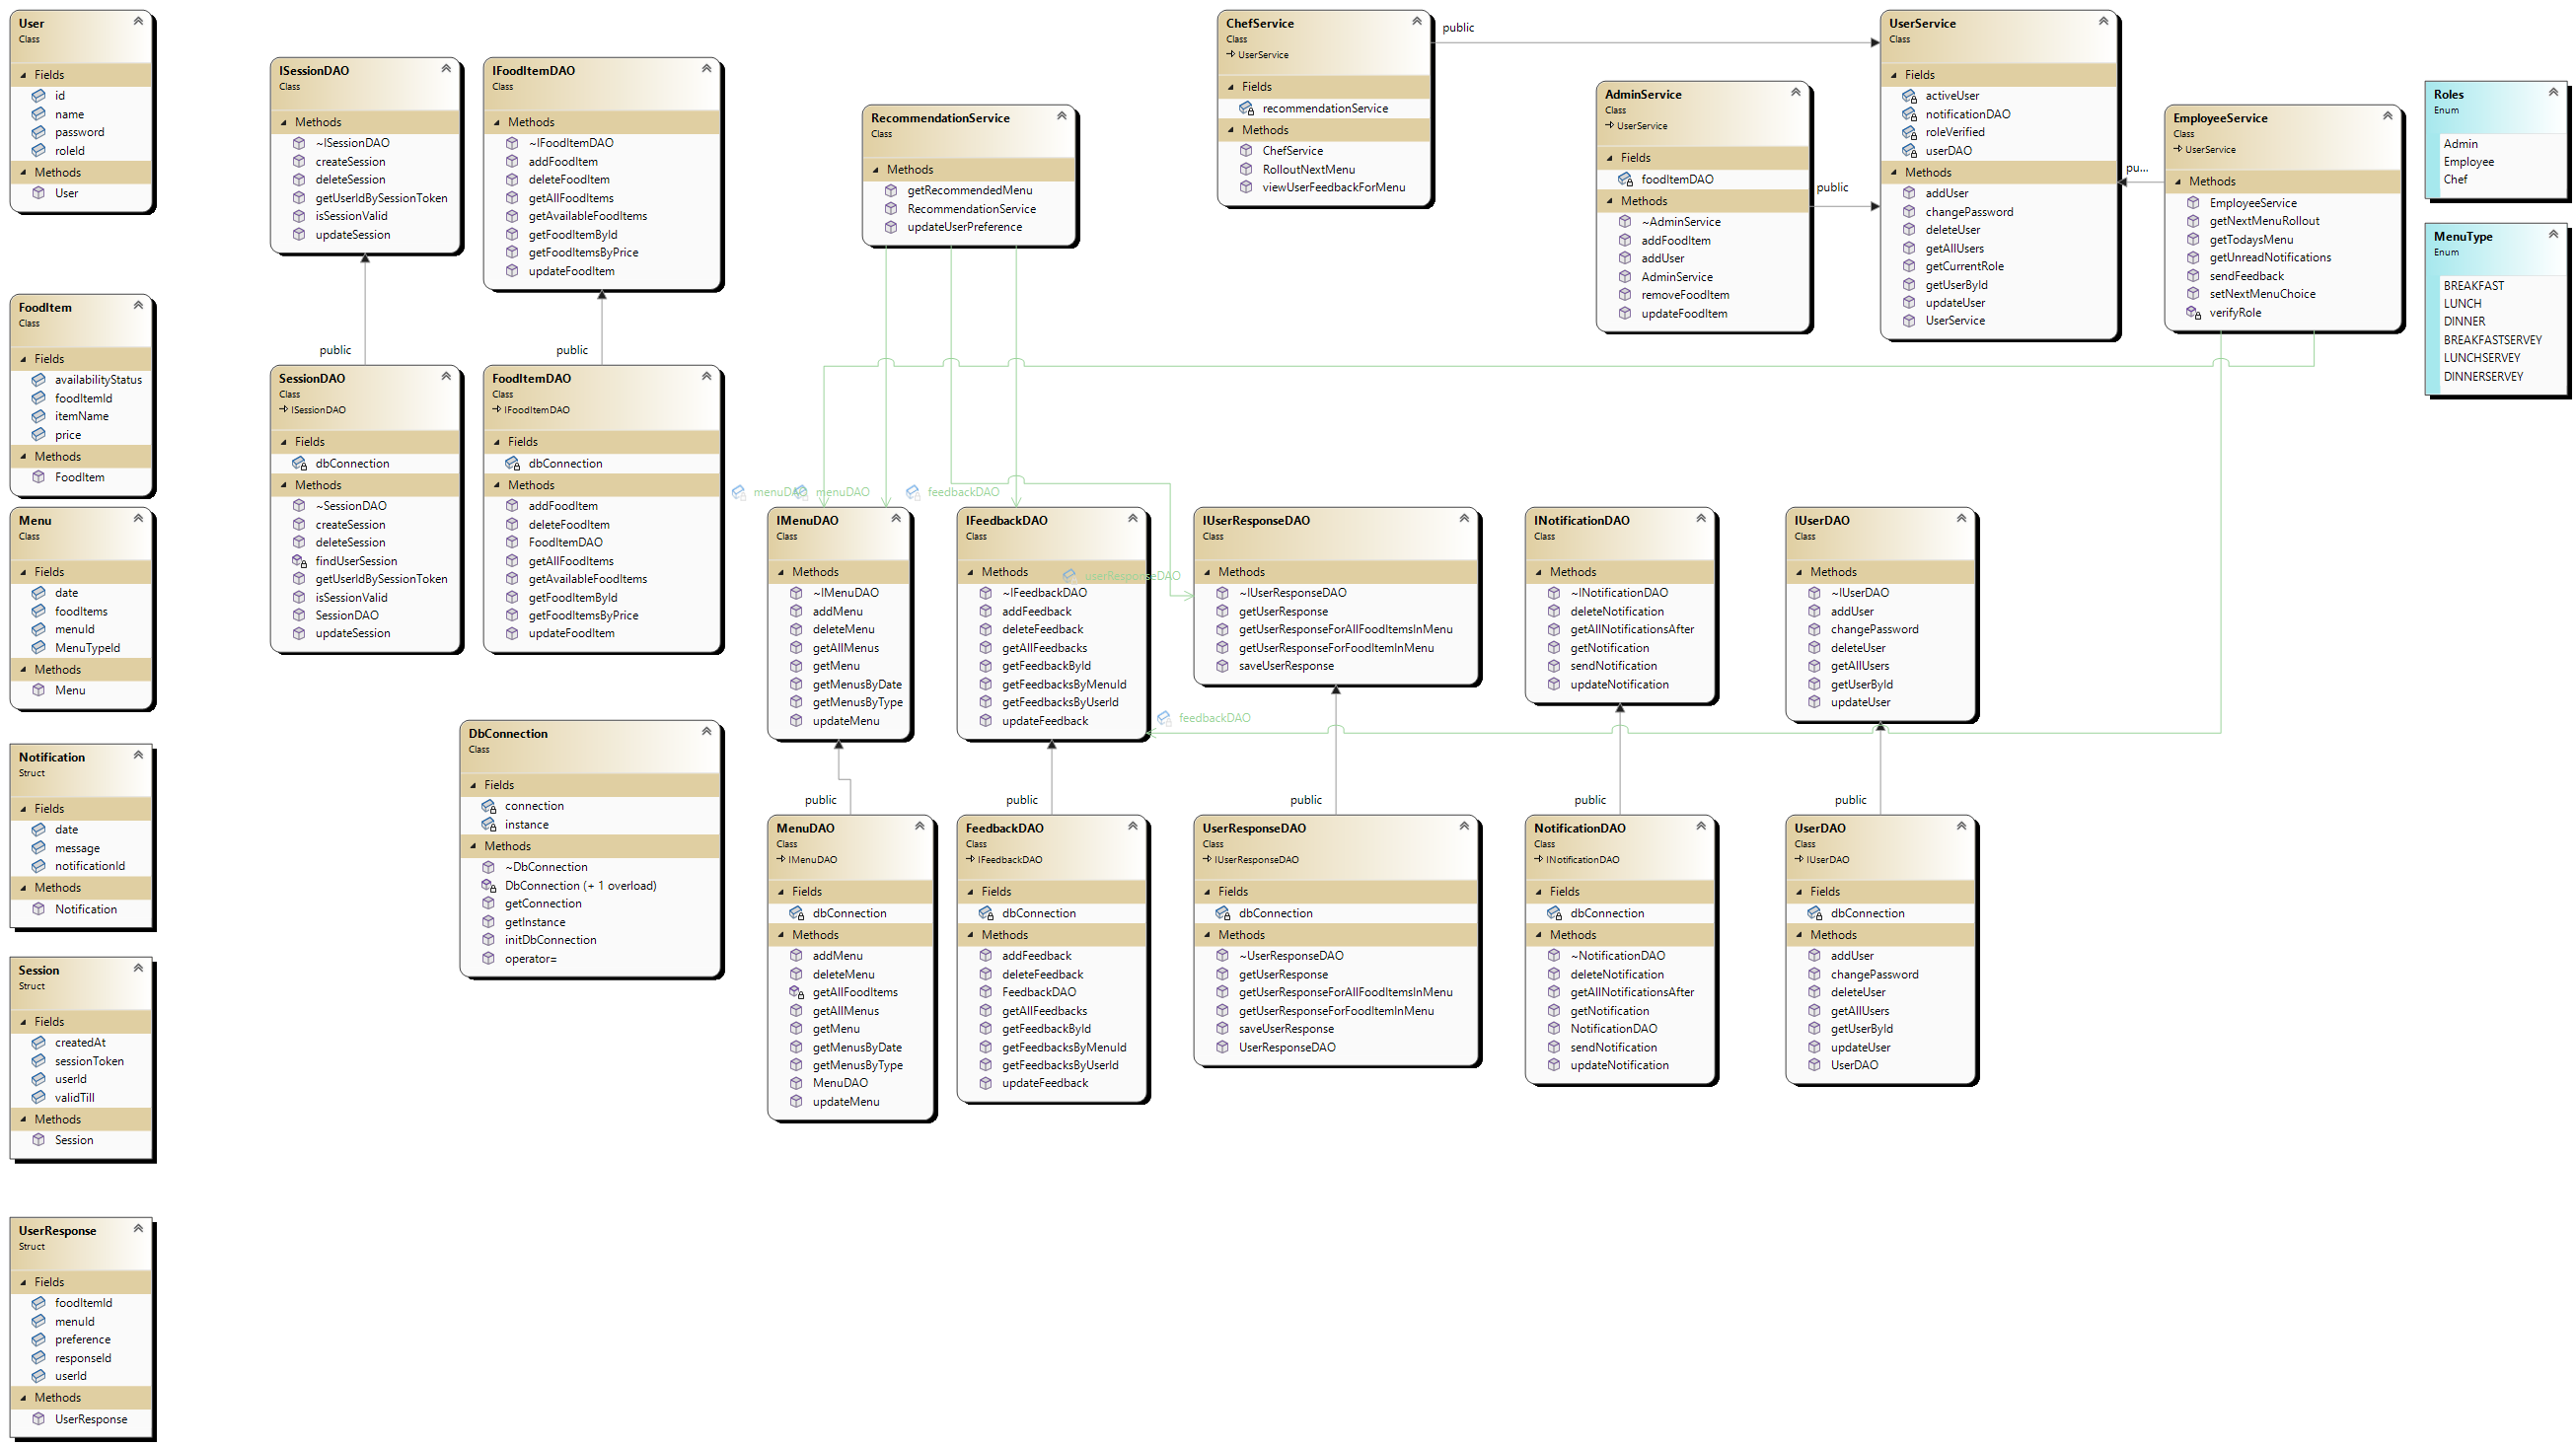 User
Class
Fields
id
name
password
roleId
Methods
User
FoodItem
Class
Fields
availabilityStatus
foodItemId
itemName
price
Methods
FoodItem
Menu
Class
Fields
date
foodItems
menuId
MenuTypeId
Methods
Menu
Notification
Struct
Fields
date
message
notificationId
Methods
Notification
Session
Struct
Fields
createdAt
sessionToken
userId
validTill
Methods
Session
UserResponse
Struct
Fields
foodItemId
menuId
preference
responseId
userId
Methods
UserResponse
ISessionDAO
Class
Methods
~ISessionDAO
createSession
deleteSession
getUserIdBySessionToken
isSessionValid
updateSession
public
SessionDAO
Class
ISessionDAO
Fields
dbConnection
Methods
~SessionDAO
createSession
deleteSession
findUserSession
getUserIdBySessionToken
isSessionValid
SessionDAO
updateSession
IFoodItemDAO
Class
Methods
~IFoodItemDAO
addFoodItem
deleteFoodItem
getAllFoodItems
getAvailableFoodItems
getFoodItemById
getFoodItemsByPrice
updateFoodItem
public
FoodItemDAO
Class
IFoodItemDAO
Fields
dbConnection
Methods
addFoodItem
deleteFoodItem
FoodItemDAO
getAllFoodItems
getAvailableFoodItems
getFoodItemById
getFoodItemsByPrice
updateFoodItem
DbConnection
Class
Fields
connection
instance
Methods
~DbConnection
DbConnection (+ 1 overload)
getConnection
getInstance
initDbConnection
operator=
RecommendationService
Class
Methods
getRecommendedMenu
RecommendationService
updateUserPreference
ChefService
Class
UserService
Fields
recommendationService
Methods
ChefService
RolloutNextMenu
viewUserFeedbackForMenu
public
AdminService
Class
UserService
Fields
foodItemDAO
Methods
~AdminService
addFoodItem
addUser
AdminService
removeFoodItem
updateFoodItem
public
UserService
Class
Fields
activeUser
notificationDAO
roleVerified
userDAO
Methods
addUser
changePassword
deleteUser
getAllUsers
getCurrentRole
getUserById
updateUser
UserService
pu...
EmployeeService
Class
UserService
Methods
EmployeeService
getNextMenuRollout
getTodaysMenu
getUnreadNotifications
sendFeedback
setNextMenuChoice
verifyRole
Roles
Enum
Admin
Employee
Chef
MenuType
Enum
BREAKFAST
LUNCH
DINNER
BREAKFASTSERVEY
LUNCHSERVEY
DINNERSERVEY
menuDAO
menuDAO
feedbackDAO
IMenuDAO
Class
Methods
~IMenuDAO
addMenu
deleteMenu
getAllMenus
getMenu
getMenusByDate
getMenusByType
updateMenu
public
MenuDAO
Class
IMenuDAO
Fields
dbConnection
Methods
addMenu
deleteMenu
getAllFoodItems
getAllMenus
getMenu
getMenusByDate
getMenusByType
MenuDAO
updateMenu
IFeedbackDAO
Class
Methods
~IFeedbackDAO
addFeedback
deleteFeedback
getAllFeedbacks
getFeedbackById
getFeedbacksByMenuId
getFeedbacksByUserId
updateFeedback
userResponseDAO
feedbackDAO
public
FeedbackDAO
Class
IFeedbackDAO
Fields
dbConnection
Methods
addFeedback
deleteFeedback
FeedbackDAO
getAllFeedbacks
getFeedbackById
getFeedbacksByMenuId
getFeedbacksByUserId
updateFeedback
IUserResponseDAO
Class
Methods
~IUserResponseDAO
getUserResponse
getUserResponseForAllFoodItemsInMenu
getUserResponseForFoodItemInMenu
saveUserResponse
public
UserResponseDAO
Class
IUserResponseDAO
Fields
dbConnection
Methods
~UserResponseDAO
getUserResponse
getUserResponseForAllFoodItemsInMenu
getUserResponseForFoodItemInMenu
saveUserResponse
UserResponseDAO
INotificationDAO
Class
Methods
~INotificationDAO
deleteNotification
getAllNotificationsAfter
getNotification
sendNotification
updateNotification
public
NotificationDAO
Class
INotificationDAO
Fields
dbConnection
Methods
~NotificationDAO
deleteNotification
getAllNotificationsAfter
getNotification
NotificationDAO
sendNotification
updateNotification
IUserDAO
Class
Methods
~IUserDAO
addUser
changePassword
deleteUser
getAllUsers
getUserById
updateUser
public
UserDAO
Class
IUserDAO
Fields
dbConnection
Methods
addUser
changePassword
deleteUser
getAllUsers
getUserById
updateUser
UserDAO